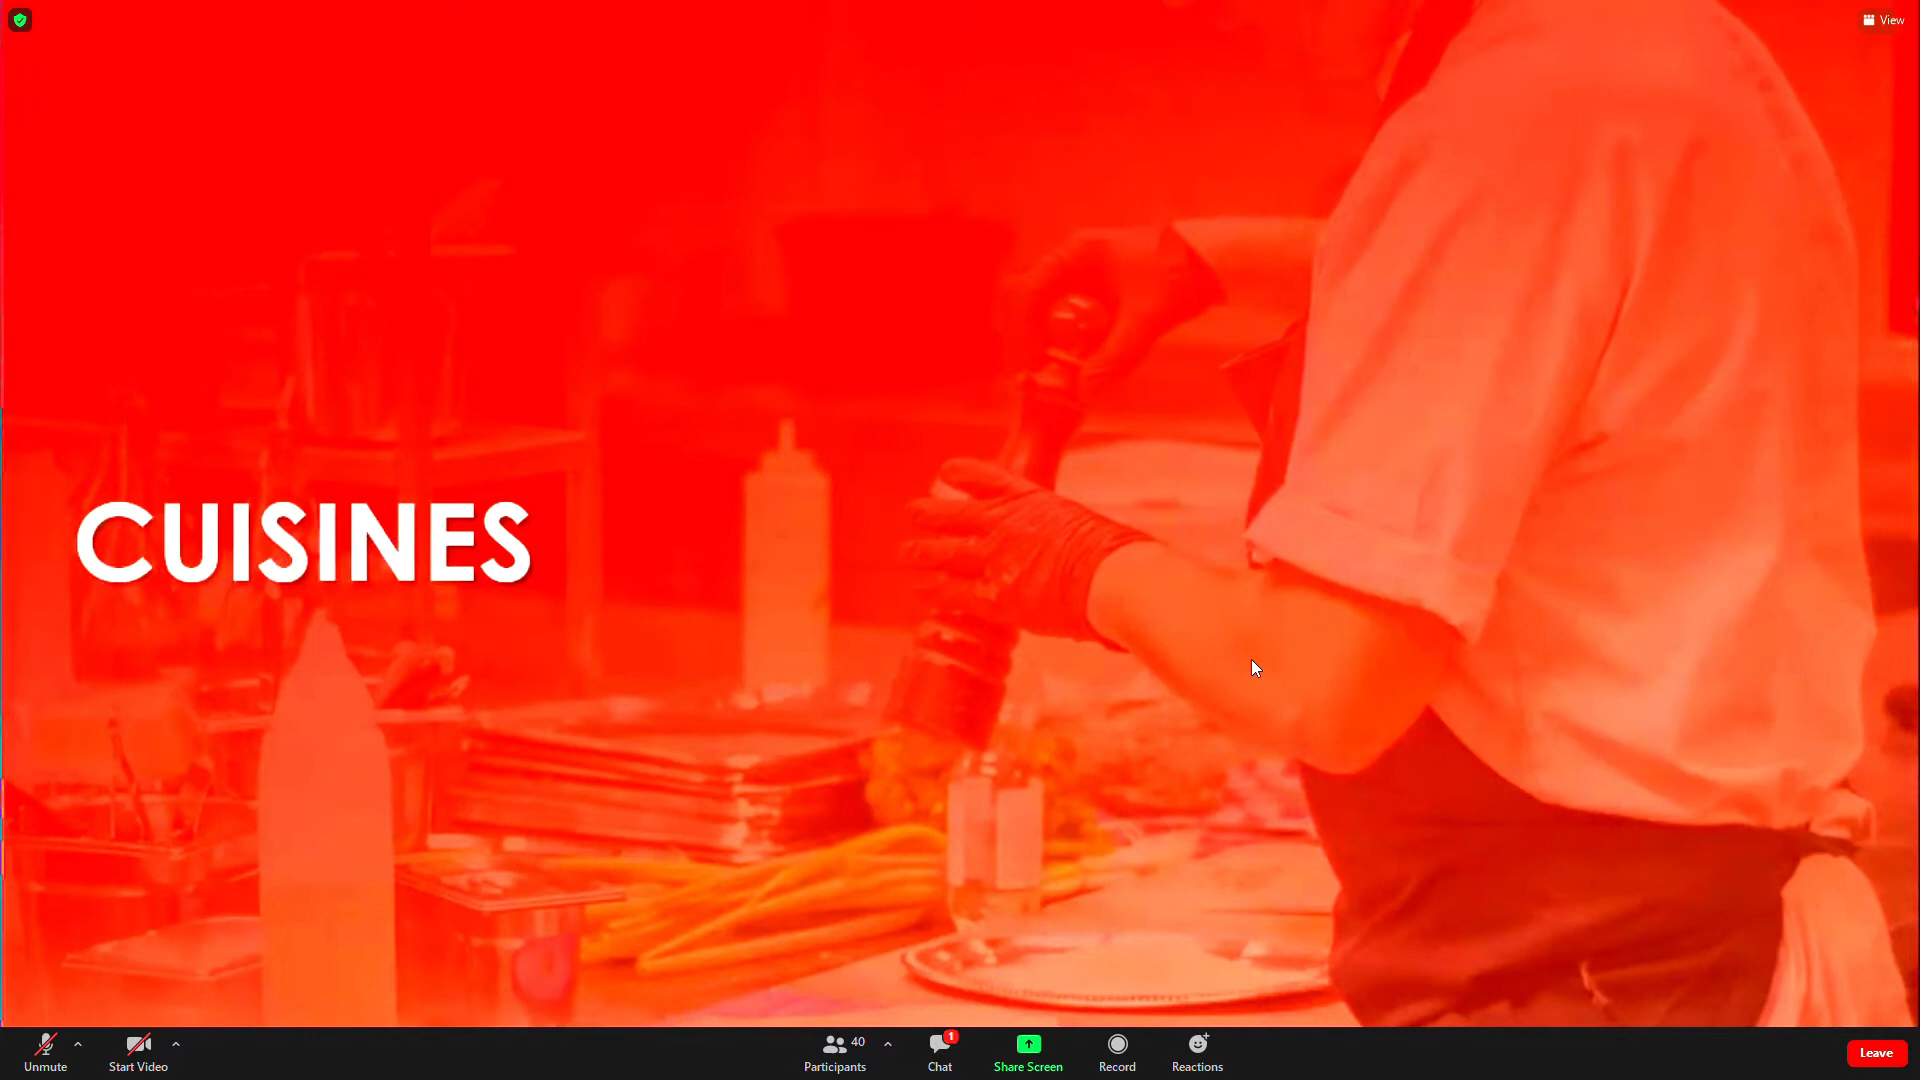 View
CUISINES
Unmute
Start Video
40
Participants
1
Chat
Share Screen
Record
Reactions
Leave